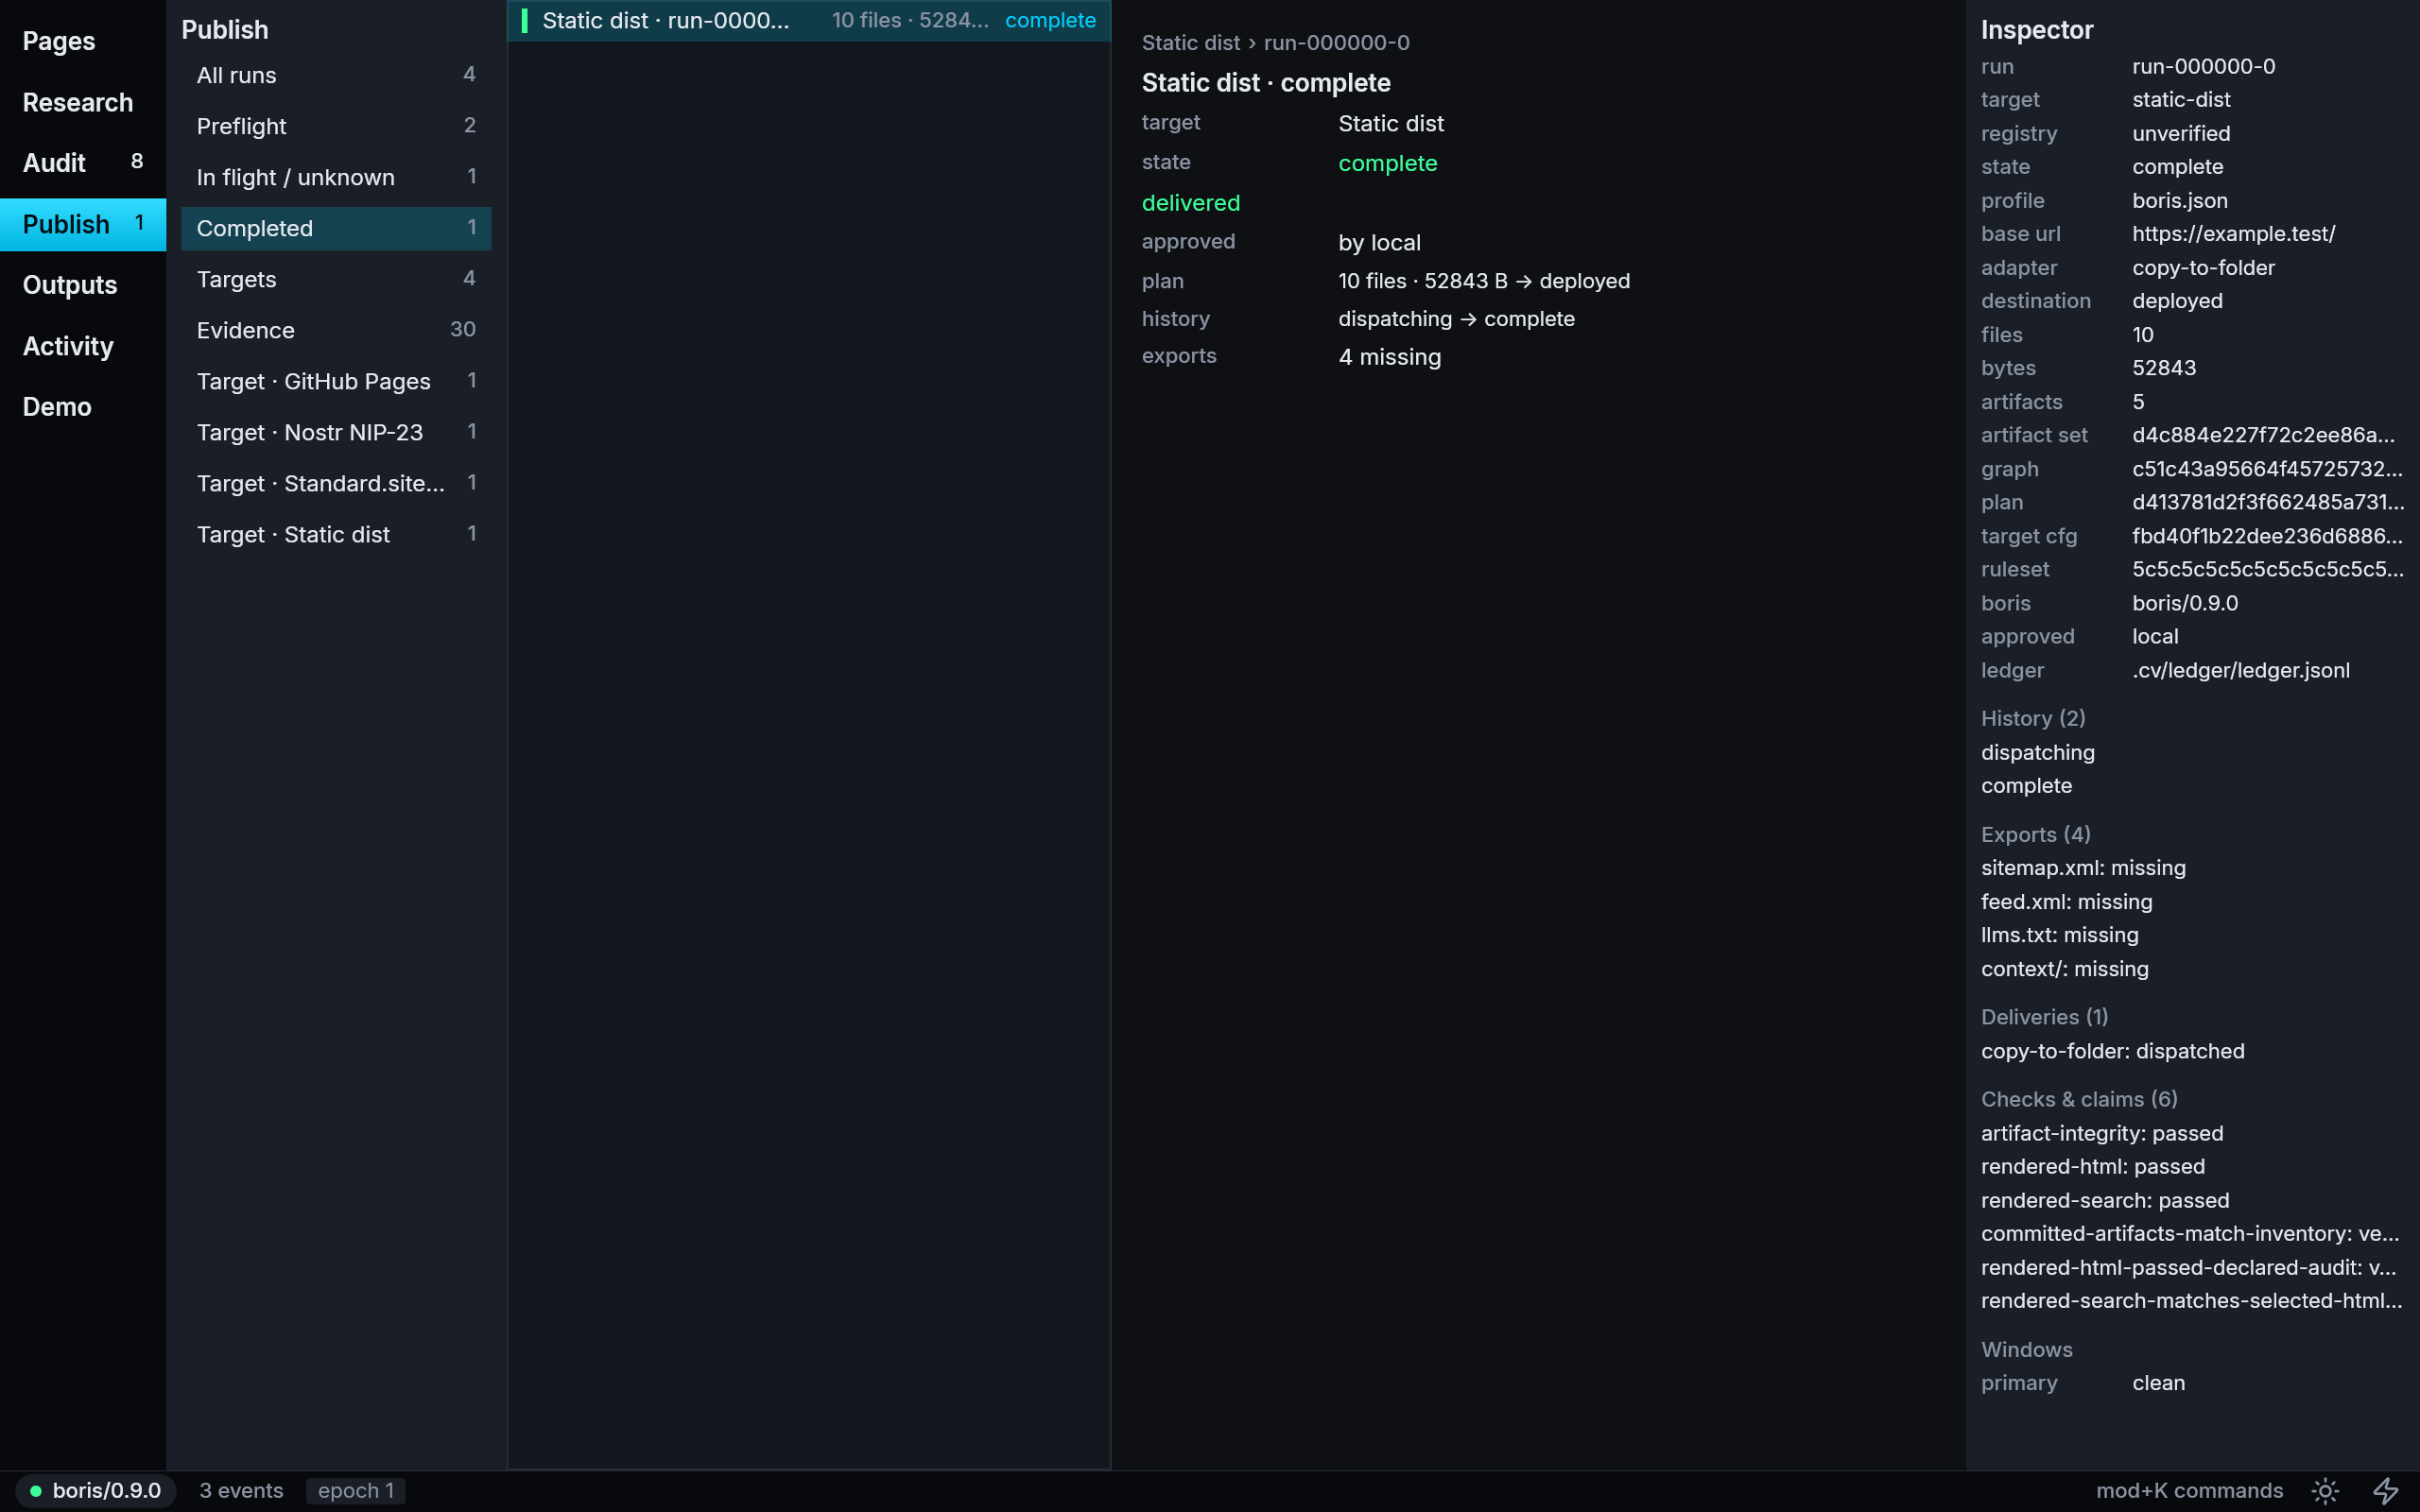 Pages
Research
Audit 8
Publish 1
Outputs
Activity
Demo
Publish
All runs 4
Preflight 2
In flight / unknown 1
Completed 1
Targets 4
Evidence 30
Target · GitHub Pages 1
Target · Nostr NIP-23 1
Target · Standard.site... 1
Target · Static dist 1
Static dist · run-0000... 10 files · 5284... complete
Static dist › run-000000-0
Static dist · complete
target Static dist
state complete
delivered
approved by local
plan 10 files · 52843 B → deployed
history dispatching → complete
exports 4 missing
Inspector
run run-000000-0
target static-dist
registry unverified
state complete
profile boris.json
base url https://example.test/
adapter copy-to-folder
destination deployed
files 10
bytes 52843
artifacts 5
artifact set d4c884e227f72c2ee86a...
graph c51c43a95664f45725732...
plan d413781d2f3f662485a731...
target cfg fbd40f1b22dee236d6886...
ruleset 5c5c5c5c5c5c5c5c5c5c5...
boris boris/0.9.0
approved local
ledger .cv/ledger/ledger.jsonl
History (2)
dispatching
complete
Exports (4)
sitemap.xml: missing
feed.xml: missing
llms.txt: missing
context/: missing
Deliveries (1)
copy-to-folder: dispatched
Checks & claims (6)
artifact-integrity: passed
rendered-html: passed
rendered-search: passed
committed-artifacts-match-inventory: ve...
rendered-html-passed-declared-audit: v...
rendered-search-matches-selected-html...
Windows
primary clean
boris/0.9.0 3 events epoch 1 mod+K commands